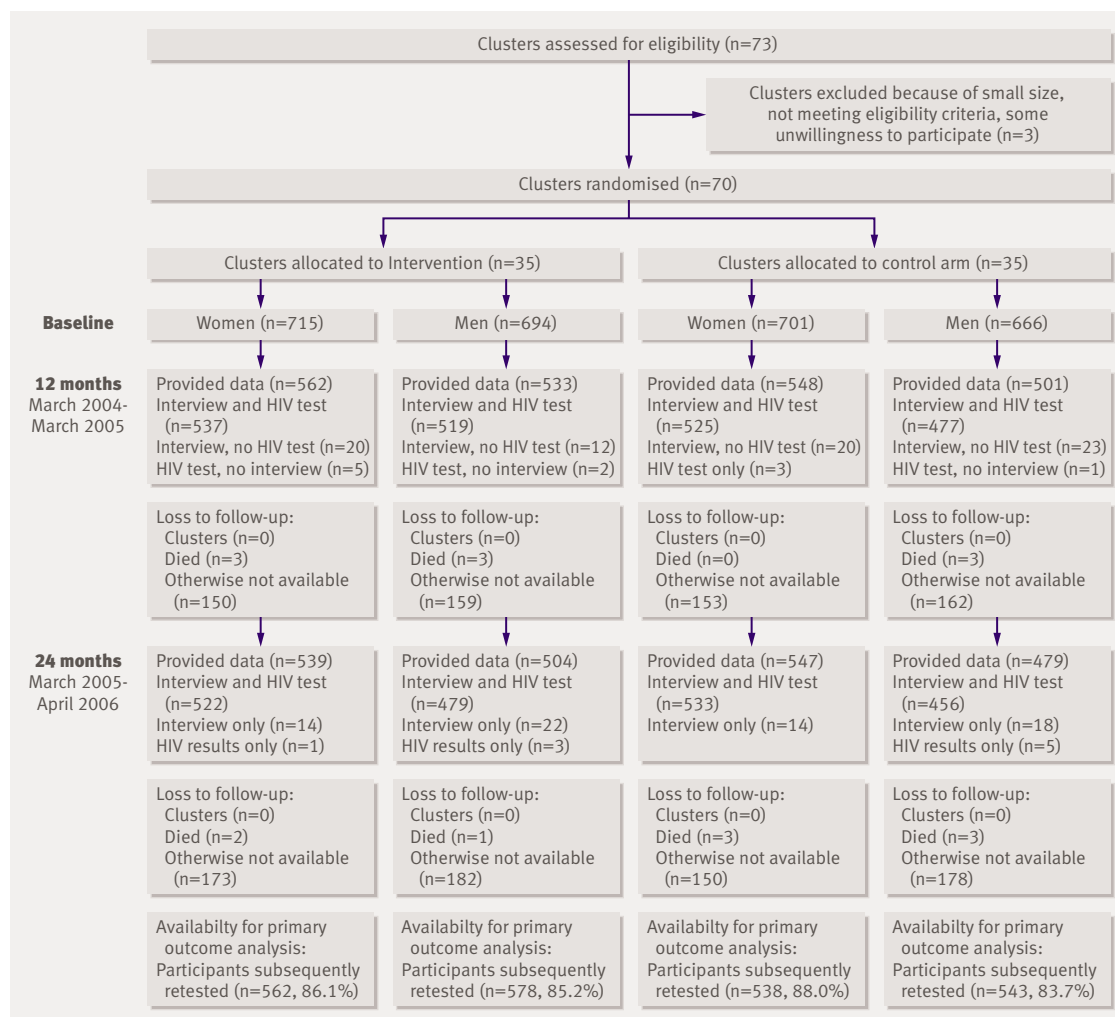 Clusters assessed for eligibility (n=73)
Clusters excluded because of small size,
not meeting eligibility criteria, some
unwillingness to participate (n=3)
Clusters randomised (n=70)
Clusters allocated to Intervention (n=35)
Clusters allocated to control arm (n=35)
Baseline
Women (n=715)
Men (n=694)
Women (n=701)
Men (n=666)
12 months
March 2004-
March 2005
Provided data (n=562)
Interview and HIV test
(n=537)
Interview, no HIV test (n=20)
HIV test, no interview (n=5)
Provided data (n=533)
Interview and HIV test
(n=519)
Interview, no HIV test (n=12)
HIV test, no interview (n=2)
Provided data (n=548)
Interview and HIV test
(n=525)
Interview, no HIV test (n=20)
HIV test only (n=3)
Provided data (n=501)
Interview and HIV test
(n=477)
Interview, no HIV test (n=23)
HIV test, no interview (n=1)
Loss to follow-up:
Clusters (n=0)
Died (n=3)
Otherwise not available
(n=150)
Loss to follow-up:
Clusters (n=0)
Died (n=3)
Otherwise not available
(n=159)
Loss to follow-up:
Clusters (n=0)
Died (n=0)
Otherwise not available
(n=153)
Loss to follow-up:
Clusters (n=0)
Died (n=3)
Otherwise not available
(n=162)
24 months
March 2005-
April 2006
Provided data (n=539)
Interview and HIV test
(n=522)
Interview only (n=14)
HIV results only (n=1)
Provided data (n=504)
Interview and HIV test
(n=479)
Interview only (n=22)
HIV results only (n=3)
Provided data (n=547)
Interview and HIV test
(n=533)
Interview only (n=14)
Provided data (n=479)
Interview and HIV test
(n=456)
Interview only (n=18)
HIV results only (n=5)
Loss to follow-up:
Clusters (n=0)
Died (n=2)
Otherwise not available
(n=173)
Loss to follow-up:
Clusters (n=0)
Died (n=1)
Otherwise not available
(n=182)
Loss to follow-up:
Clusters (n=0)
Died (n=3)
Otherwise not available
(n=150)
Loss to follow-up:
Clusters (n=0)
Died (n=3)
Otherwise not available
(n=178)
Availabilty for primary
outcome analysis:
Participants subsequently
retested (n=562, 86.1%)
Availabilty for primary
outcome analysis:
Participants subsequently
retested (n=578, 85.2%)
Availabilty for primary
outcome analysis:
Participants subsequently
retested (n=538, 88.0%)
Availabilty for primary
outcome analysis:
Participants subsequently
retested (n=543, 83.7%)